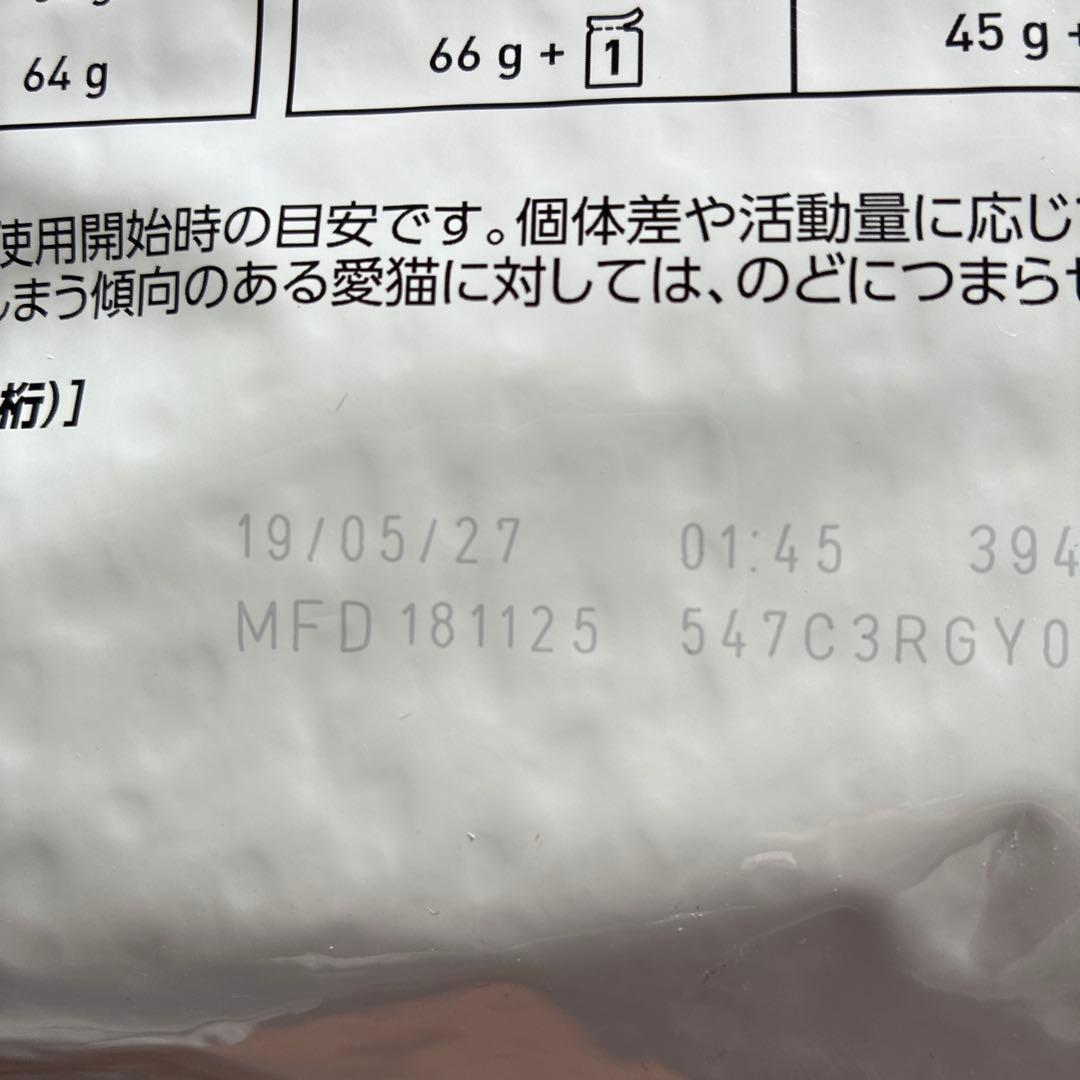 64 g
66 g + 1
45 g +
使用開始時の目安です。個体差や活動量に応じ
しまう傾向のある愛猫に対しては、のどにつまらせ
桁)]
19/05/27 01:45 394
MFD 181125 547C3RGY0